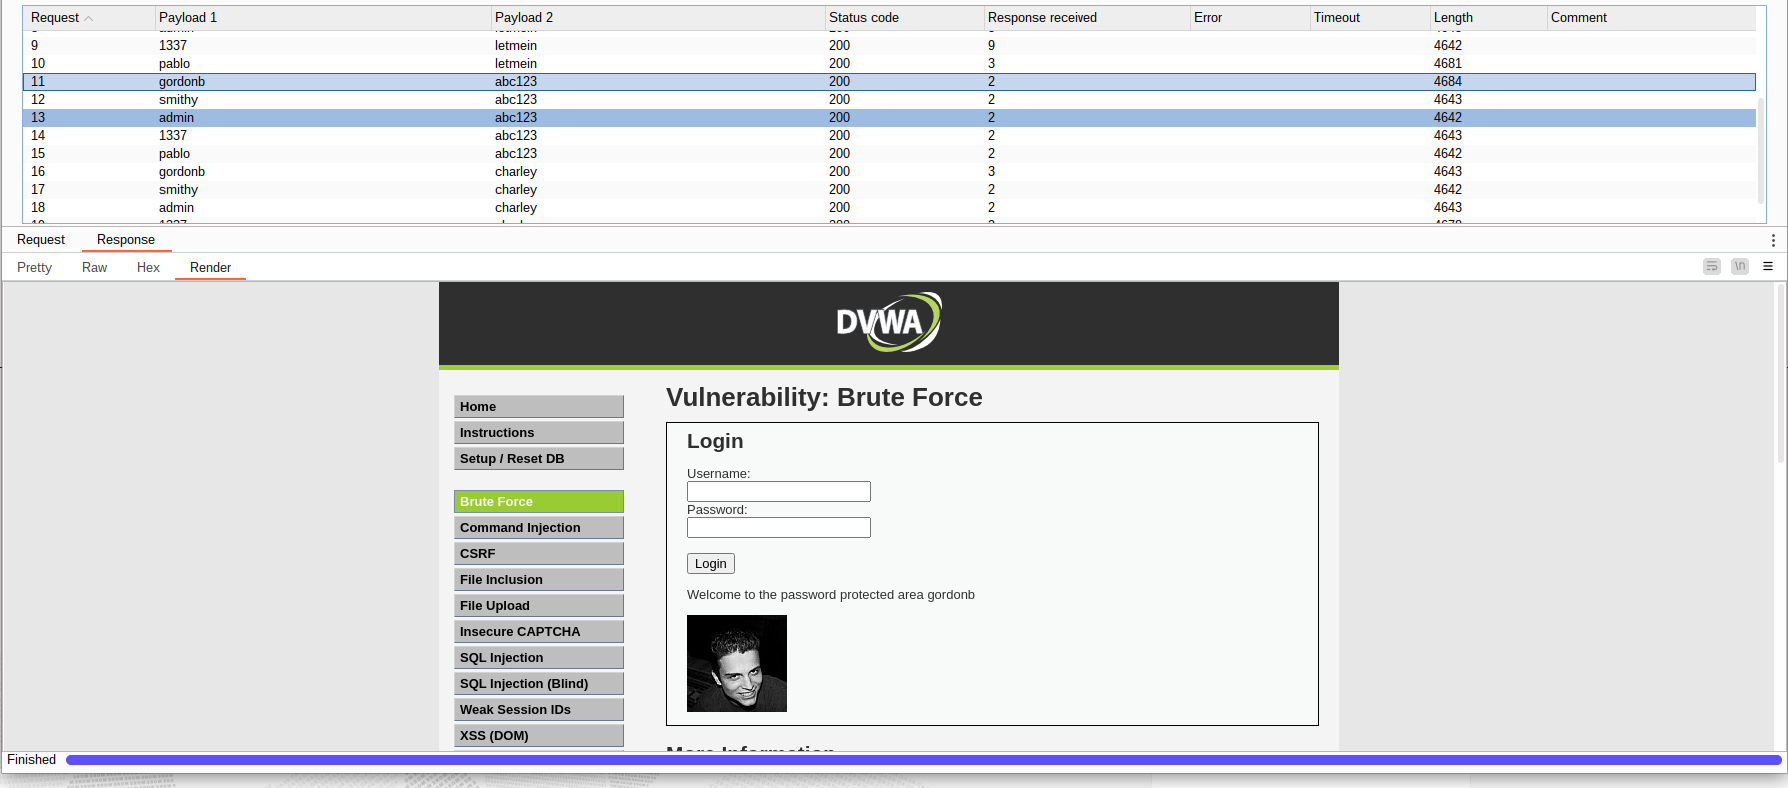 Request Payload 1 Payload 2 Status code Response received Error Timeout Length Comment
9 1337 letmein 200 9 4642
10 pablo letmein 200 3 4681
11 gordonb abc123 200 2 4684
12 smithy abc123 200 2 4643
13 admin abc123 200 2 4642
14 1337 abc123 200 2 4643
15 pablo abc123 200 2 4642
16 gordonb charley 200 3 4643
17 smithy charley 200 2 4642
18 admin charley 200 2 4643
Request Response
Pretty Raw Hex Render
\n
DVWA
Vulnerability: Brute Force
Home
Instructions
Setup / Reset DB
Brute Force
Command Injection
CSRF
File Inclusion
File Upload
Insecure CAPTCHA
SQL Injection
SQL Injection (Blind)
Weak Session IDs
XSS (DOM)
Login
Username:
Password:
Login
Welcome to the password protected area gordonb
More Information
Finished